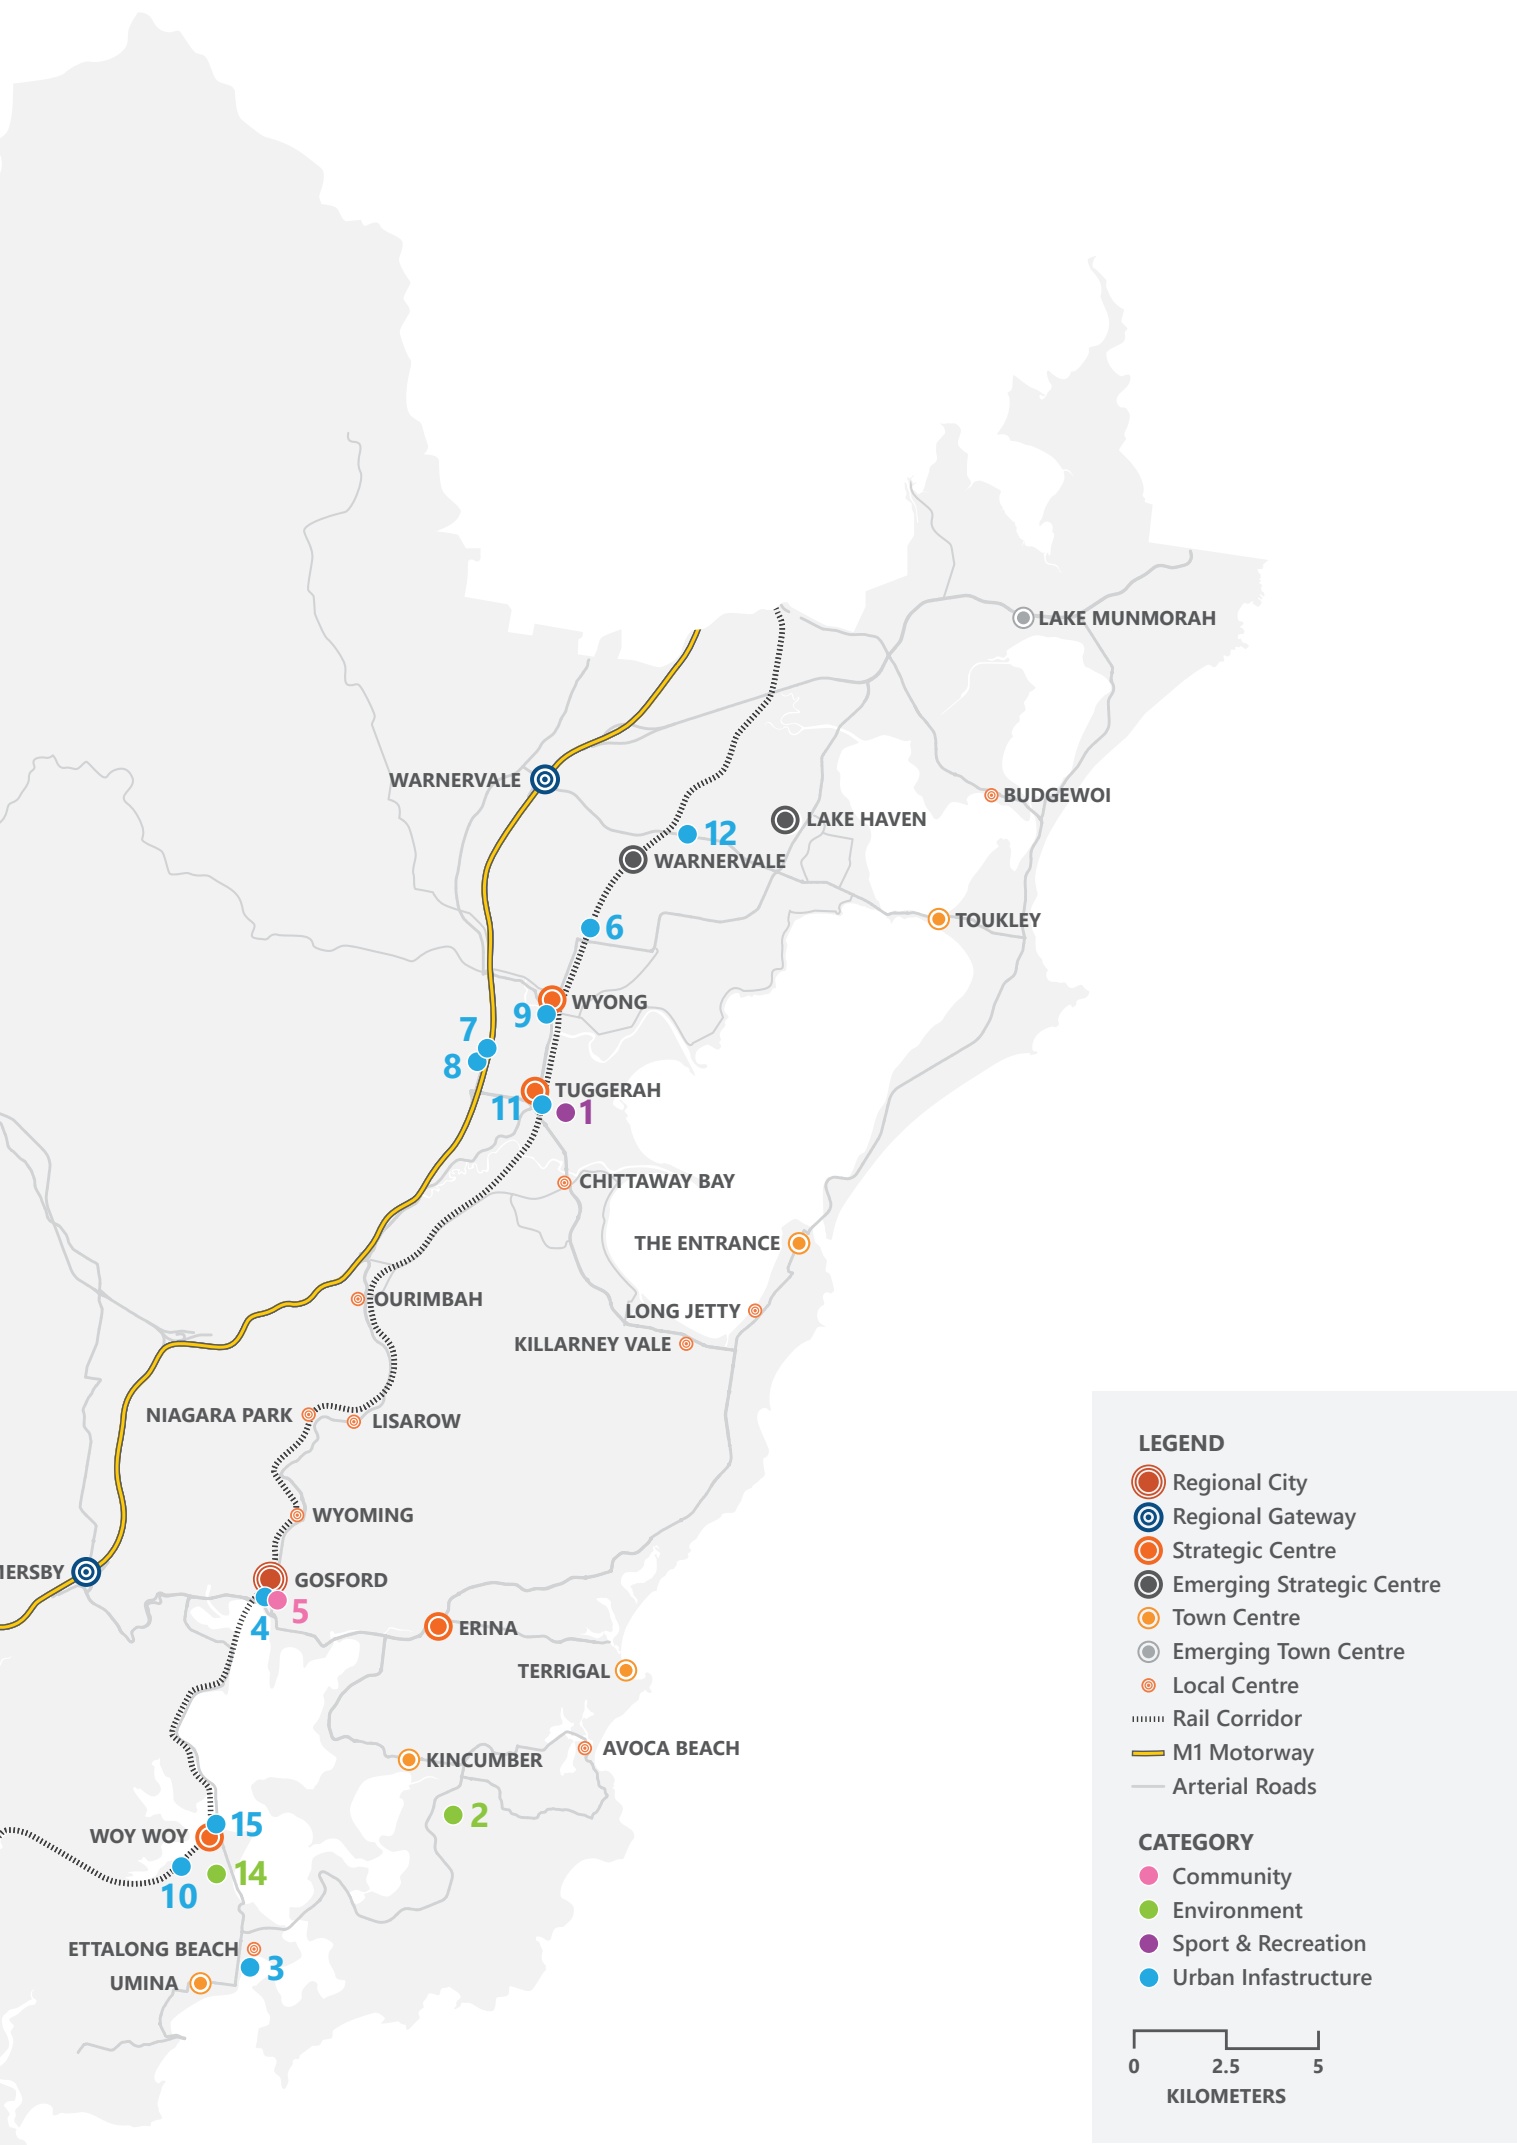 LAKE MUNMORAH
WARNERVALE
BUDGEWOI
LAKE HAVEN
12
WARNERVALE
TOUKLEY
6
WYONG
9
7
8
TUGGERAH
11
1
CHITTAWAY BAY
THE ENTRANCE
OURIMBAH
LONG JETTY
KILLARNEY VALE
NIAGARA PARK
LISAROW
WYOMING
ERSBY
GOSFORD
5
4
ERINA
TERRIGAL
AVOCA BEACH
KINCUMBER
2
15
WOY WOY
14
10
ETTALONG BEACH
3
UMINA
LEGEND
Regional City
Regional Gateway
Strategic Centre
Emerging Strategic Centre
Town Centre
Emerging Town Centre
Local Centre
Rail Corridor
M1 Motorway
Arterial Roads
CATEGORY
Community
Environment
Sport & Recreation
Urban Infastructure
0 2.5 5
KILOMETERS